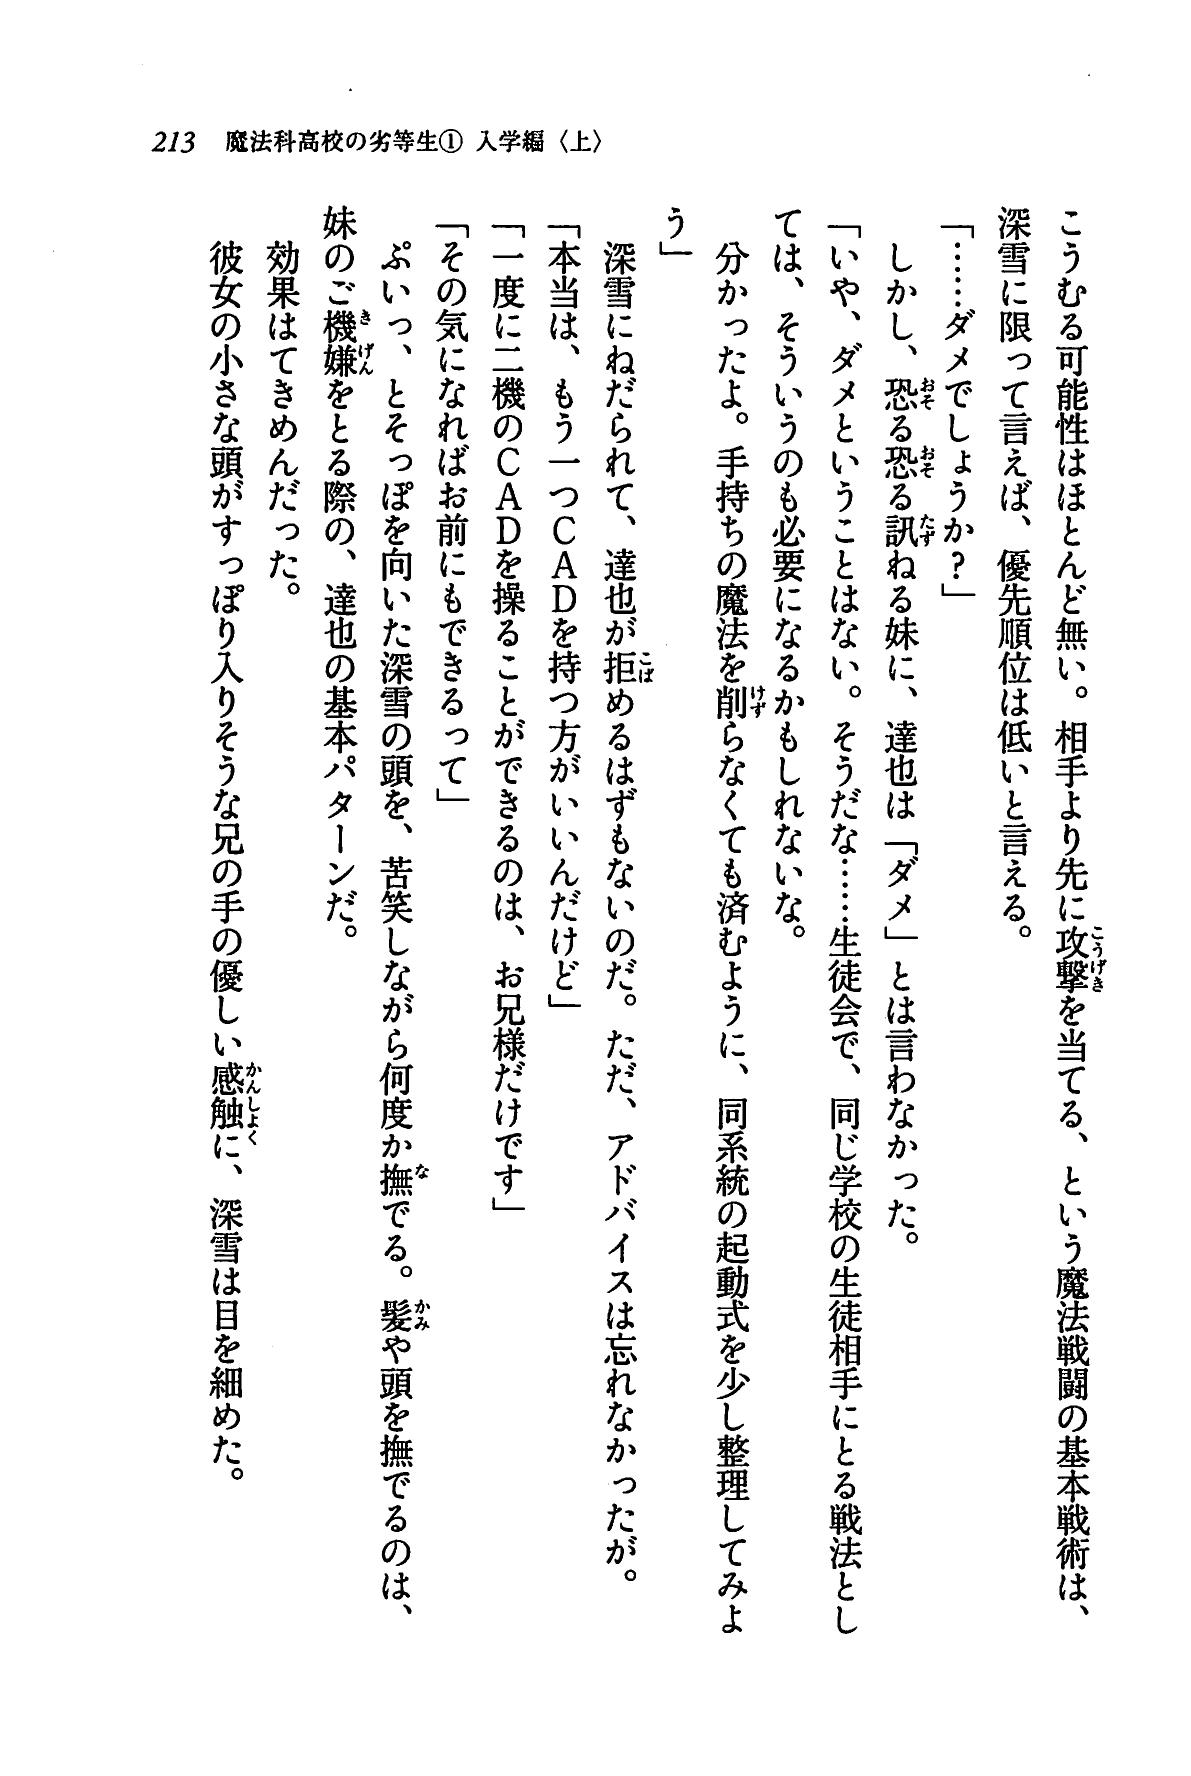 213 魔法科高校の劣等生① 入学編〈上〉
こうむる可能性はほとんど無い。相手より先に攻撃を当てる、という魔法戦闘の基本戦術は、
深雪に限って言えば、優先順位は低いと言える。
「……ダメでしょうか?」
しかし、恐る恐る訊ねる妹に、達也は「ダメ」とは言わなかった。
「いや、ダメということはない。そうだな……生徒会で、同じ学校の生徒相手にとる戦法とし
ては、そういうのも必要になるかもしれないな。
分かったよ。手持ちの魔法を削らなくても済むように、同系統の起動式を少し整理してみよ
う」
深雪にねだられて、達也が拒めるはずもないのだ。ただ、アドバイスは忘れなかったが。
「本当は、もう一つCADを持つ方がいいんだけど」
「一度に二機のCADを操ることができるのは、お兄様だけです」
「その気になればお前にもできるって」
ぷいっ、とそっぽを向いた深雪の頭を、苦笑しながら何度か撫でる。髪や頭を撫でるのは、
妹のご機嫌をとる際の、達也の基本パターンだ。
効果はてきめんだった。
彼女の小さな頭がすっぽり入りそうな兄の手の優しい感触に、深雪は目を細めた。